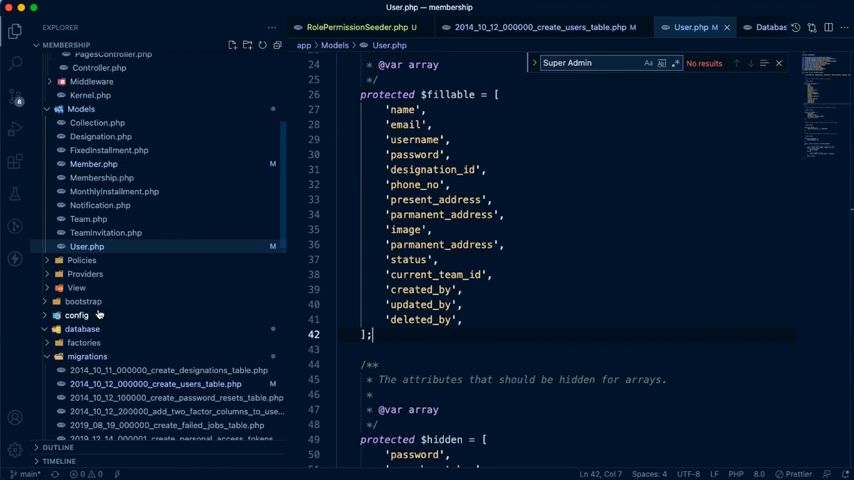 User.php — membership
EXPLORER
MEMBERSHIP
PagesController.php
Controller.php
Middleware
Kernel.php
Models
Collection.php
Designation.php
FixedInstallment.php
Member.php M
Membership.php
MonthlyInstallment.php
Notification.php
Team.php
TeamInvitation.php
User.php M
Policies
Providers
View
bootstrap
config
database
factories
migrations
2014_10_11_000000_create_designations_table.php
2014_10_12_000000_create_users_table.php M
2014_10_12_100000_create_password_resets_table.php
2014_10_12_200000_add_two_factor_columns_to_use...
2019_08_19_000000_create_failed_jobs_table.php
2019_12_14_000001_create_personal_access_tokens
OUTLINE
TIMELINE
8
RolePermissionSeeder.php U 2014_10_12_000000_create_users_table.php M User.php M Databas
app > Models > User.php
Super Admin Aa ab No results
24 * @var array
25 */
26 protected $fillable = [
27 'name',
28 'email',
29 'username',
30 'password',
31 'designation_id',
32 'phone_no',
33 'present_address',
34 'parmanent_address',
35 'image',
36 'parmanent_address',
37 'status',
38 'current_team_id',
39 'created_by',
40 'updated_by',
41 'deleted_by',
42 ];
43
44 /**
45 * The attributes that should be hidden for arrays.
46 *
47 * @var array
48 */
49 protected $hidden = [
50 'password',
main* 0 0 Ln 42, Col 7 Spaces: 4 UTF-8 LF PHP 8.0 Prettier